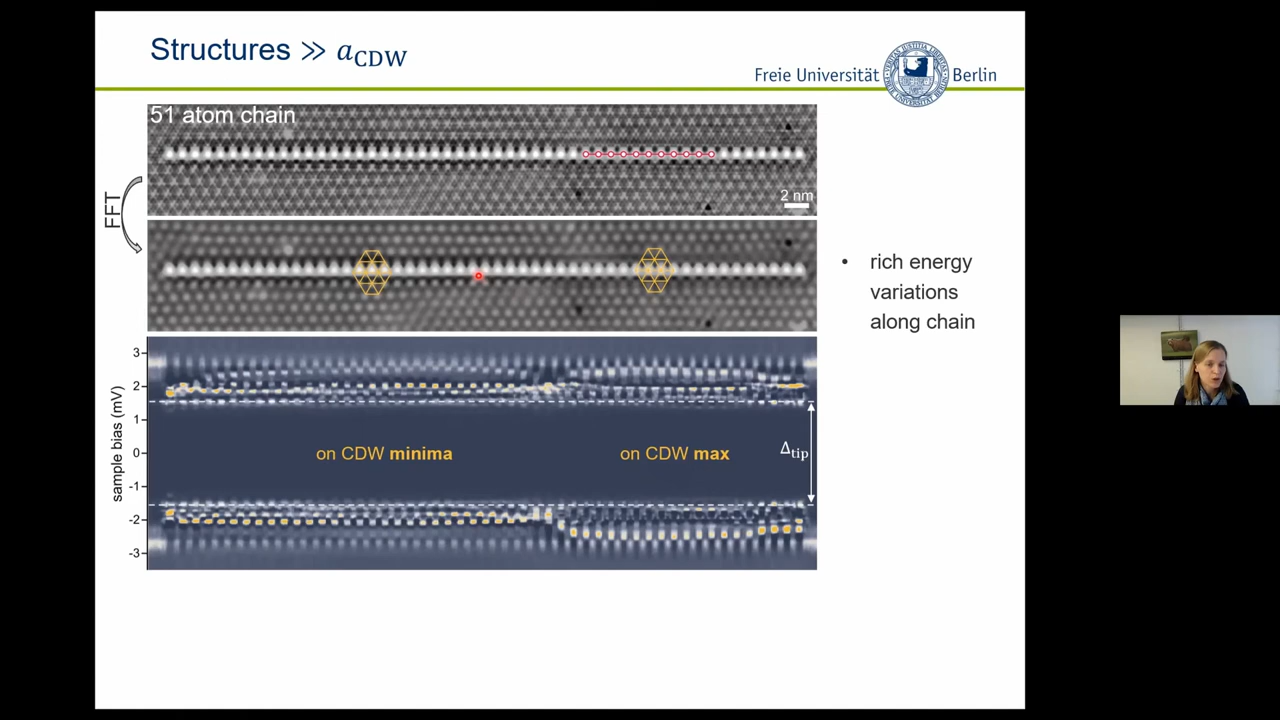 Structures ≫ aCDW
Freie Universität Berlin
51 atom chain
2 nm
FFT
• rich energy
variations
along chain
3
2
1
0
-1
-2
-3
sample bias (mV)
on CDW minima
on CDW max
Δtip